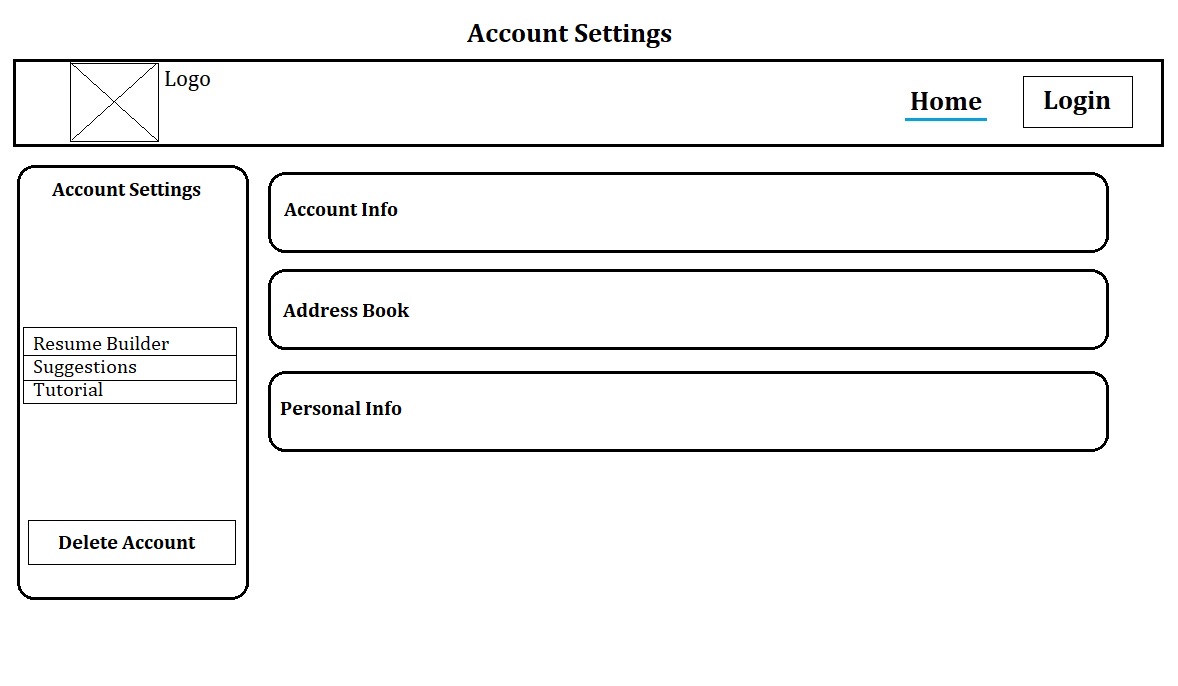 Account Settings
Logo
Home
Login
Account Settings
Resume Builder
Suggestions
Tutorial
Delete Account
Account Info
Address Book
Personal Info